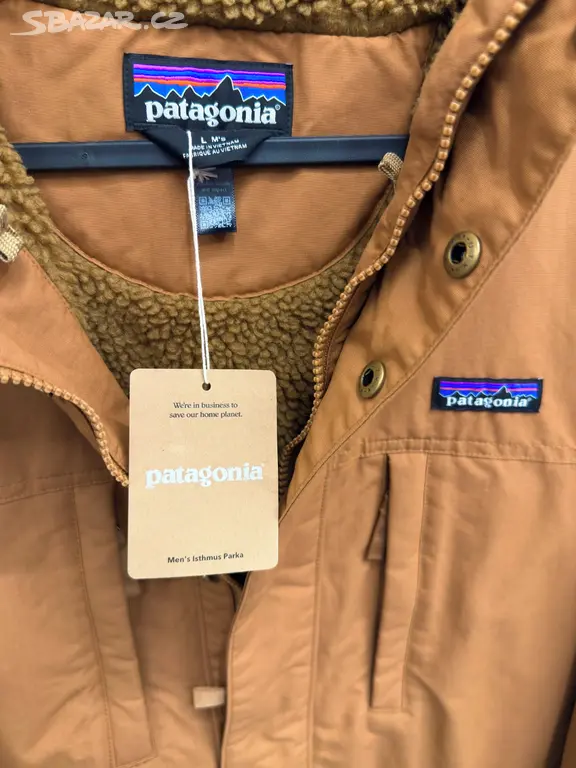 SBAZAR.CZ
patagonia®
L M's
MADE IN VIETNAM
FABRIQUÉ AU VIETNAM
We're in business to
save our home planet.
patagonia
Men's Isthmus Parka
patagonia®